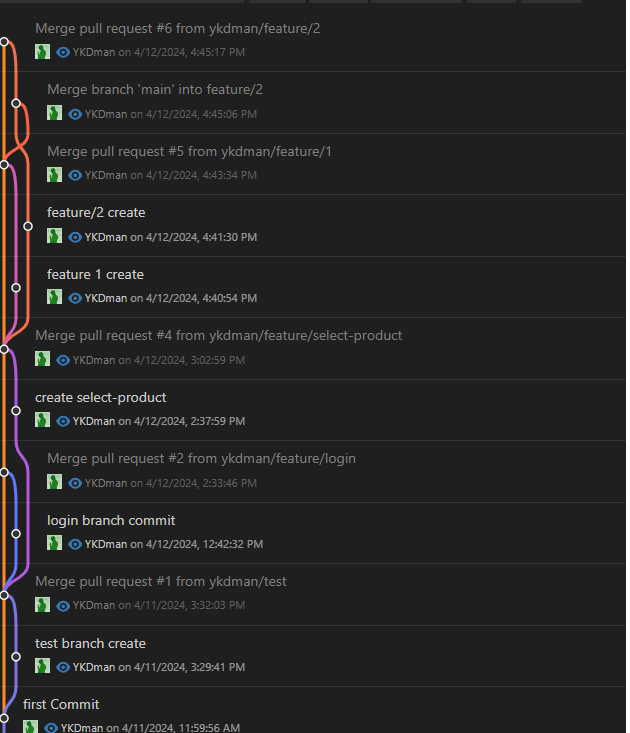 Merge pull request #6 from ykdman/feature/2
YKDman on 4/12/2024, 4:45:17 PM
Merge branch 'main' into feature/2
YKDman on 4/12/2024, 4:45:06 PM
Merge pull request #5 from ykdman/feature/1
YKDman on 4/12/2024, 4:43:34 PM
feature/2 create
YKDman on 4/12/2024, 4:41:30 PM
feature 1 create
YKDman on 4/12/2024, 4:40:54 PM
Merge pull request #4 from ykdman/feature/select-product
YKDman on 4/12/2024, 3:02:59 PM
create select-product
YKDman on 4/12/2024, 2:37:59 PM
Merge pull request #2 from ykdman/feature/login
YKDman on 4/12/2024, 2:33:46 PM
login branch commit
YKDman on 4/12/2024, 12:42:32 PM
Merge pull request #1 from ykdman/test
YKDman on 4/11/2024, 3:32:03 PM
test branch create
YKDman on 4/11/2024, 3:29:41 PM
first Commit
YKDman on 4/11/2024, 11:59:56 AM